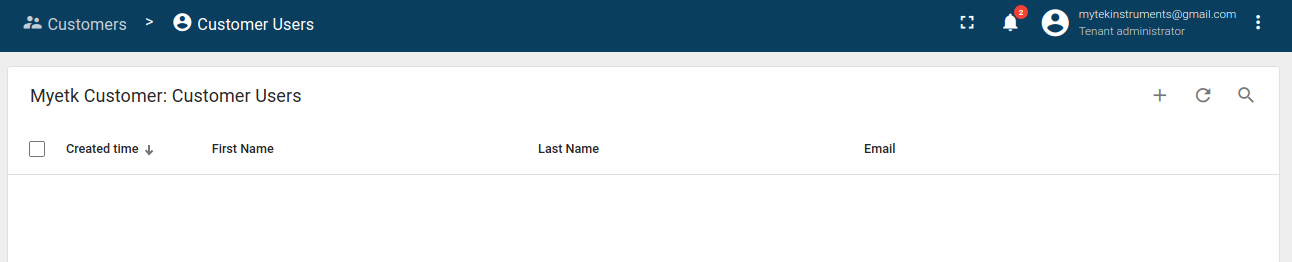 Customers > Customer Users
2
mytekinstruments@gmail.com
Tenant administrator
Myetk Customer: Customer Users
Created time First Name Last Name Email